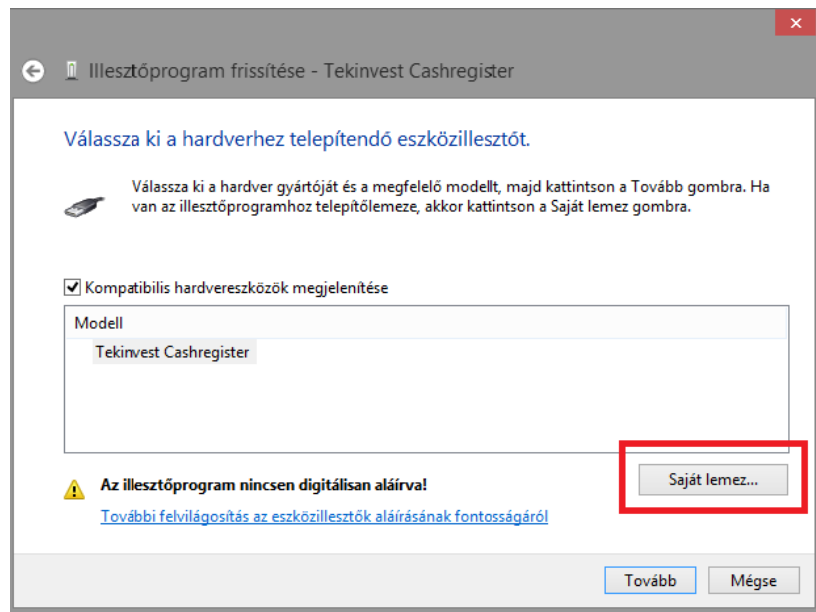 Illesztőprogram frissítése - Tekinvest Cashregister
Válassza ki a hardverhez telepítendő eszközillesztőt.
Válassza ki a hardver gyártóját és a megfelelő modellt, majd kattintson a Tovább gombra. Ha
van az illesztőprogramhoz telepítőlemeze, akkor kattintson a Saját lemez gombra.
Kompatibilis hardvereszközök megjelenítése
Modell
Tekinvest Cashregister
Az illesztőprogram nincsen digitálisan aláírva!
Saját lemez...
További felvilágosítás az eszközillesztők aláírásának fontosságáról
Tovább
Mégse